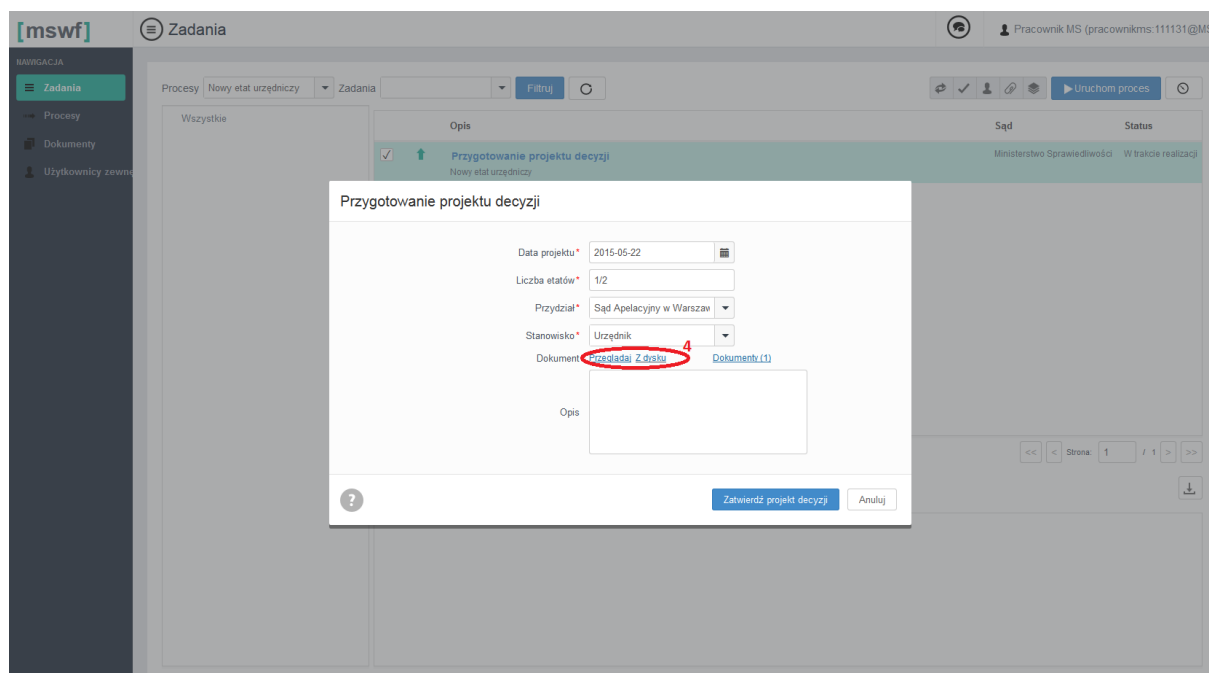 [mswf]
Zadania
Pracownik MS (pracownikms:111131@MS
NAWIGACJA
Zadania
Procesy
Dokumenty
Użytkownicy zewnę
Procesy Nowy etat urzędniczy Zadania Filtruj Uruchom proces
Wszystkie
Opis Sąd Status
Przygotowanie projektu decyzji Ministerstwo Sprawiedliwości W trakcie realizacji
Nowy etat urzędniczy
Przygotowanie projektu decyzji
Data projektu* 2015-05-22
Liczba etatów* 1/2
Przydział* Sąd Apelacyjny w Warszaw
Stanowisko* Urzędnik
4
Dokument Przeglądaj Z dysku Dokumenty (1)
Opis
<< < Strona: 1 / 1 > >>
? Zatwierdź projekt decyzji Anuluj